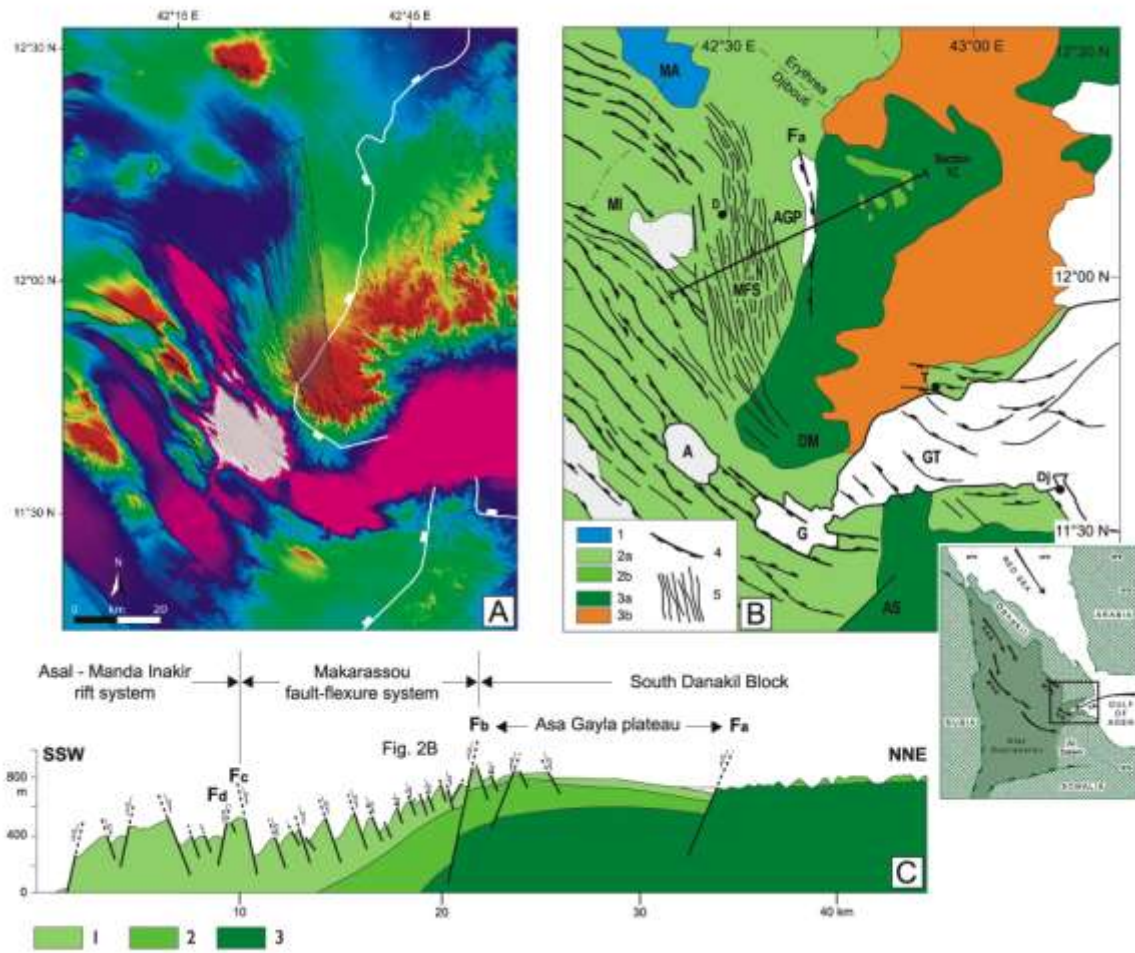 42°15 E
42°45 E
12°30 N
12°00 N
11°30 N
N
0 km 20
A
42°30 E
43°00 E
12°30 N
12°00 N
11°30 N
MA
Erythrea
Djibouti
Fa
Section
MI
D
AGP
MFS
DM
T
A
GT
Dj
G
AS
1
2a
2b
3a
3b
4
5
B
RED SEA
DANAKIL
ARABIA
NUBIA
GULF
OF
ADEN
SOMALIA
Asal - Manda Inakir
rift system
Makarassou
fault-flexure system
South Danakil Block
Fb
Asa Gayla plateau
Fa
SSW
Fig. 2B
NNE
Fc
Fd
800
m
400
0
C
10
20
30
40 km
1
2
3